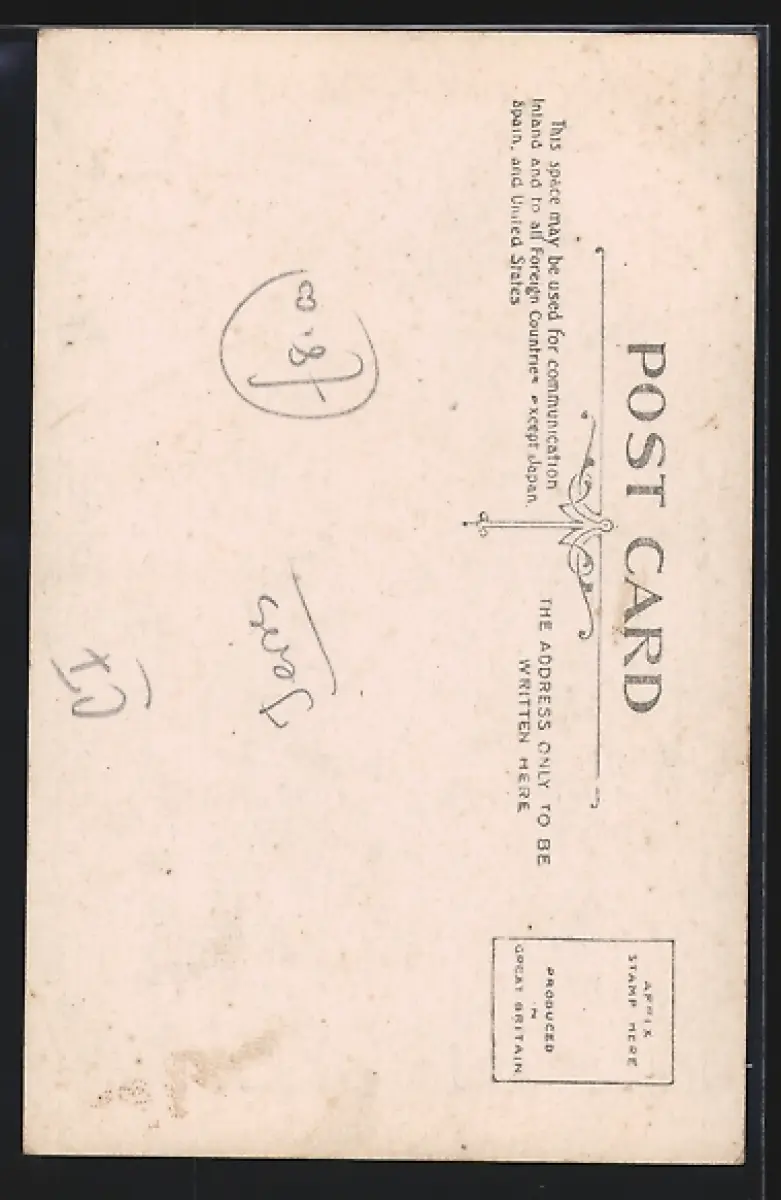 POST CARD
This space may be used for communication
Inland and to all Foreign Countries except Japan,
Spain, and United States
THE ADDRESS ONLY TO BE
WRITTEN HERE
AFFIX
STAMP HERE
PRODUCED
IN
GREAT BRITAIN